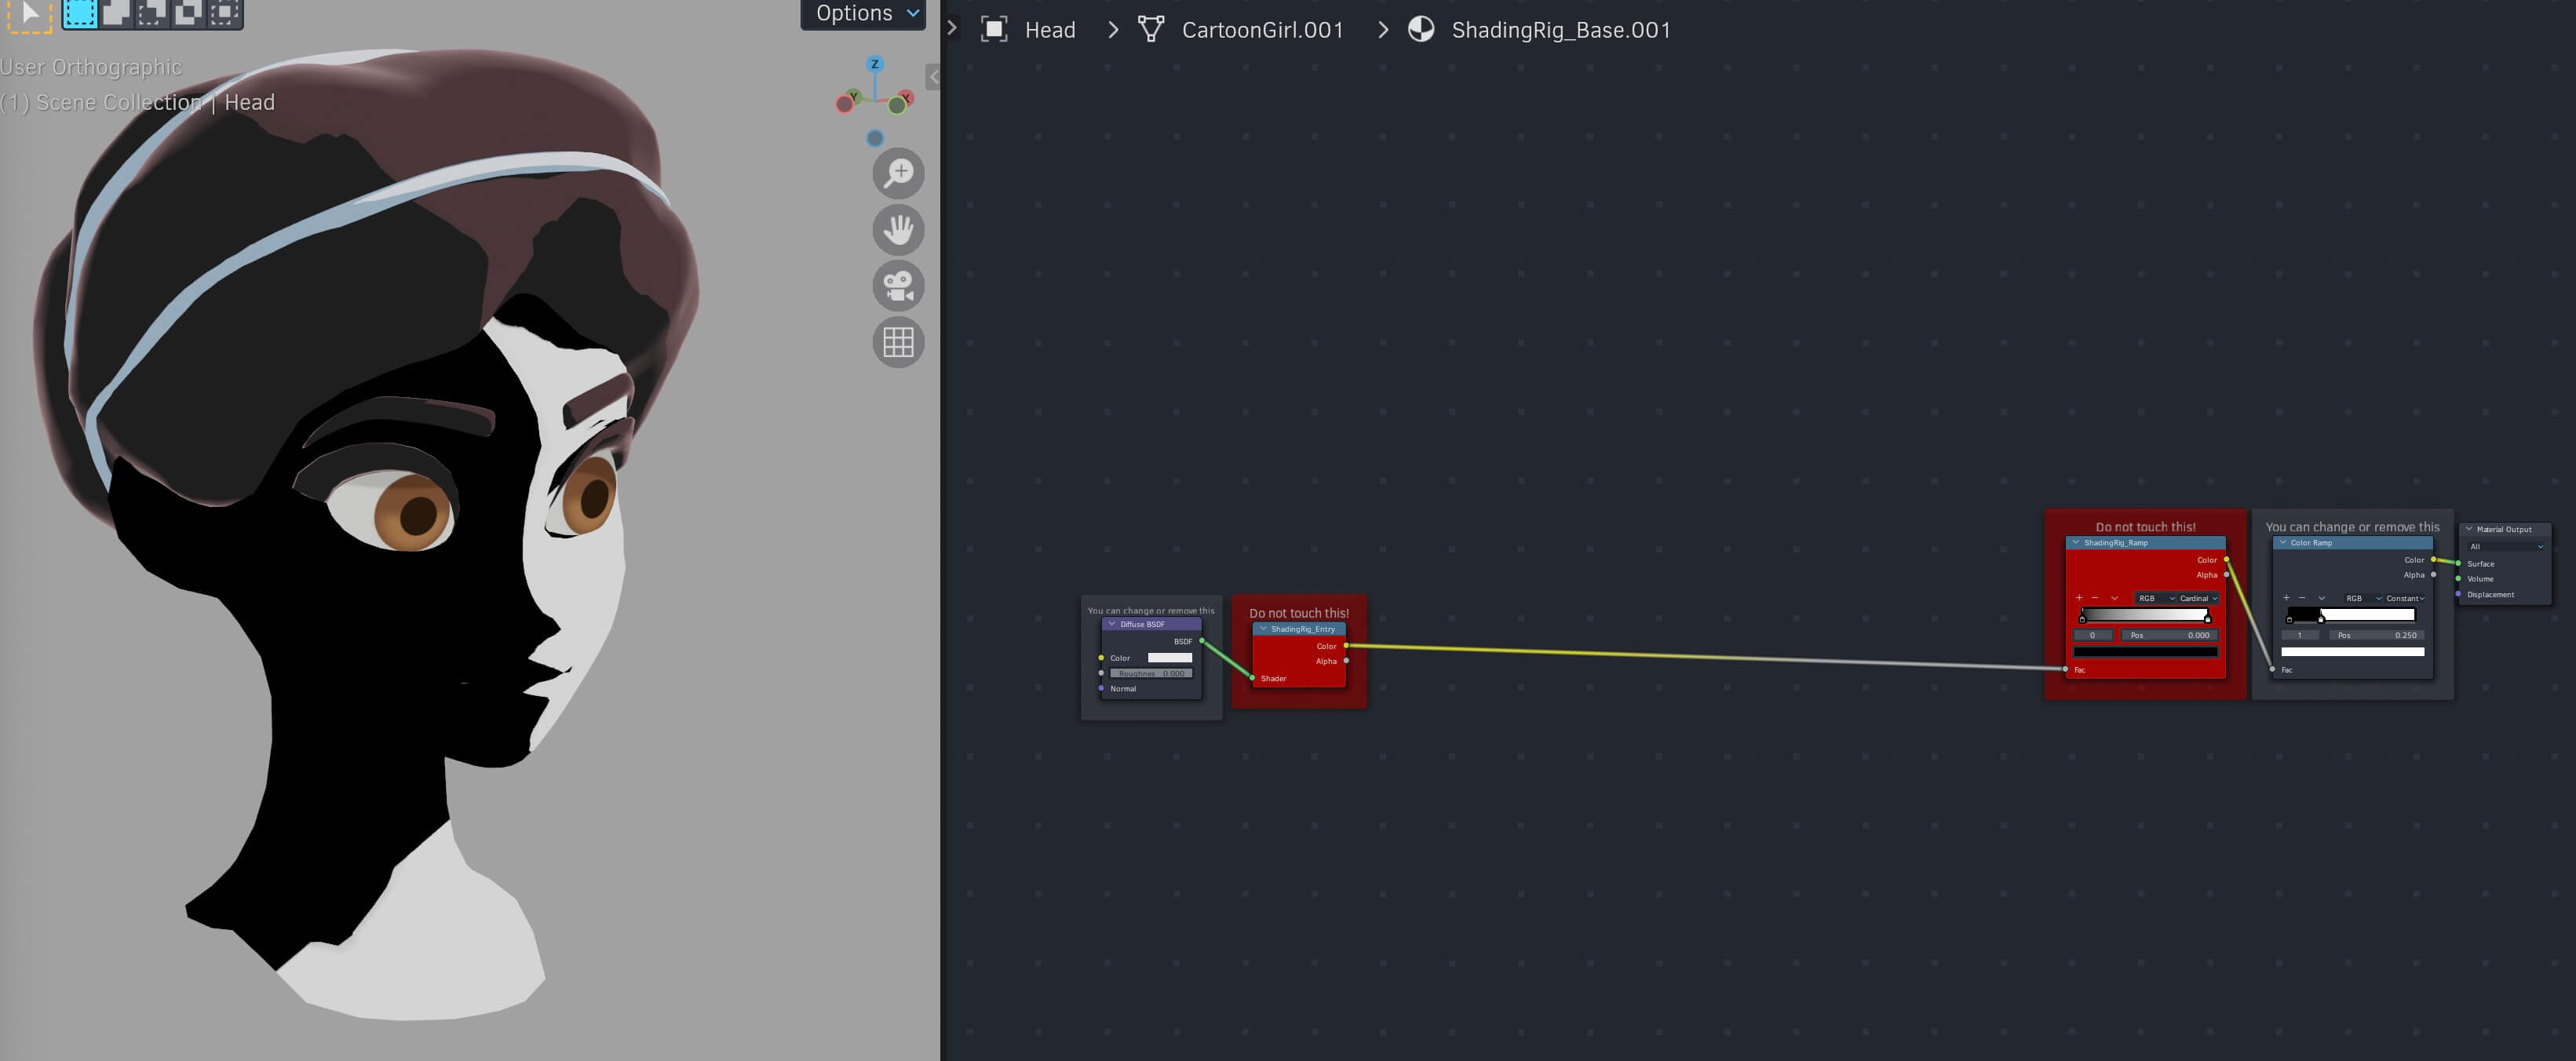 Options
User Orthographic
(1) Scene Collection | Head
Z
Y
X
Head
CartoonGirl.001
ShadingRig_Base.001
You can change or remove this
Diffuse BSDF
BSDF
Color
Roughnes 0.000
Normal
Do not touch this!
ShadingRig_Entry
Color
Alpha
Shader
Do not touch this!
ShadingRig_Ramp
Color
Alpha
RGB
Cardinal
0
Pos 0.000
Fac
You can change or remove this
Color Ramp
Color
Alpha
RGB
Constant
1
Pos 0.250
Fac
Material Output
All
Surface
Volume
Displacement